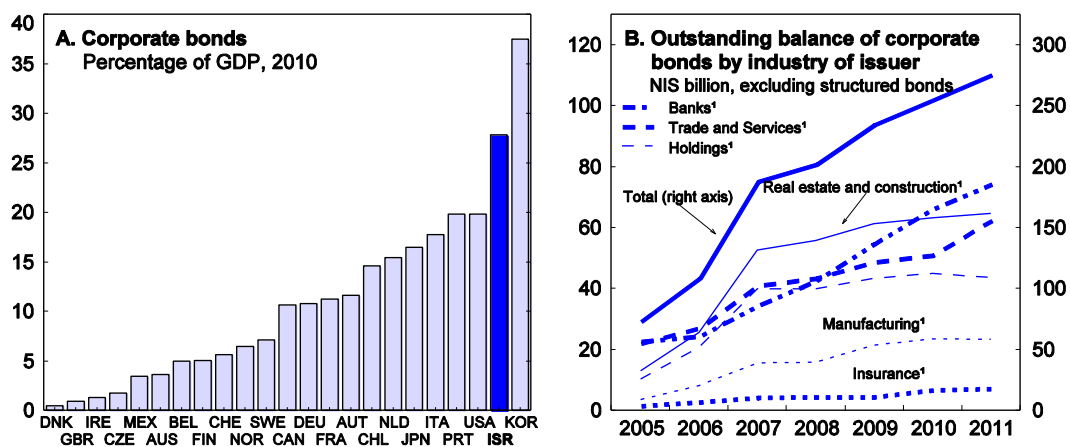 A. Corporate bonds
Percentage of GDP, 2010
40
35
30
25
20
15
10
5
0
DNK IRE MEX BEL CHE SWE DEU AUT NLD ITA USA KOR
GBR CZE AUS FIN NOR CAN FRA CHL JPN PRT ISR
B. Outstanding balance of corporate
bonds by industry of issuer
NIS billion, excluding structured bonds
Banks¹
Trade and Services¹
Holdings¹
Total (right axis)
Real estate and construction¹
Manufacturing¹
Insurance¹
120
100
80
60
40
20
0
300
250
200
150
100
50
0
2005 2006 2007 2008 2009 2010 2011